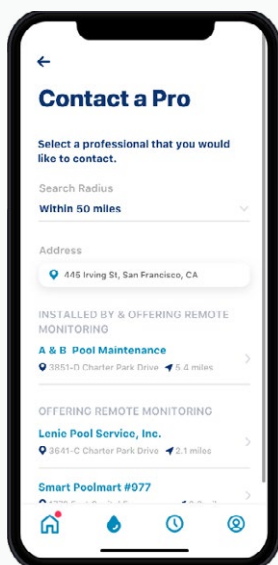 Contact a Pro
Select a professional that you would
like to contact.
Search Radius
Within 50 miles
Address
445 Irving St, San Francisco, CA
INSTALLED BY & OFFERING REMOTE
MONITORING
A & B Pool Maintenance
3851-D Charter Park Drive 5.4 miles
OFFERING REMOTE MONITORING
Lenie Pool Service, Inc.
3641-C Charter Park Drive 2.1 miles
Smart Poolmart #077